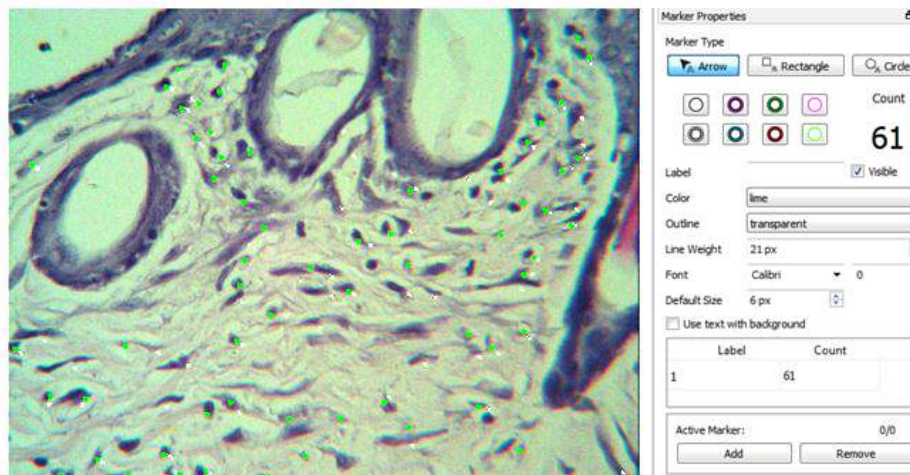 Marker Properties
Marker Type
Arrow Rectangle Circle
Count
61
Label Visible
Color lime
Outline transparent
Line Weight 21 px
Font Calibri 0
Default Size 6 px
Use text with background
Label Count
1 61
Active Marker: 0/0
Add Remove